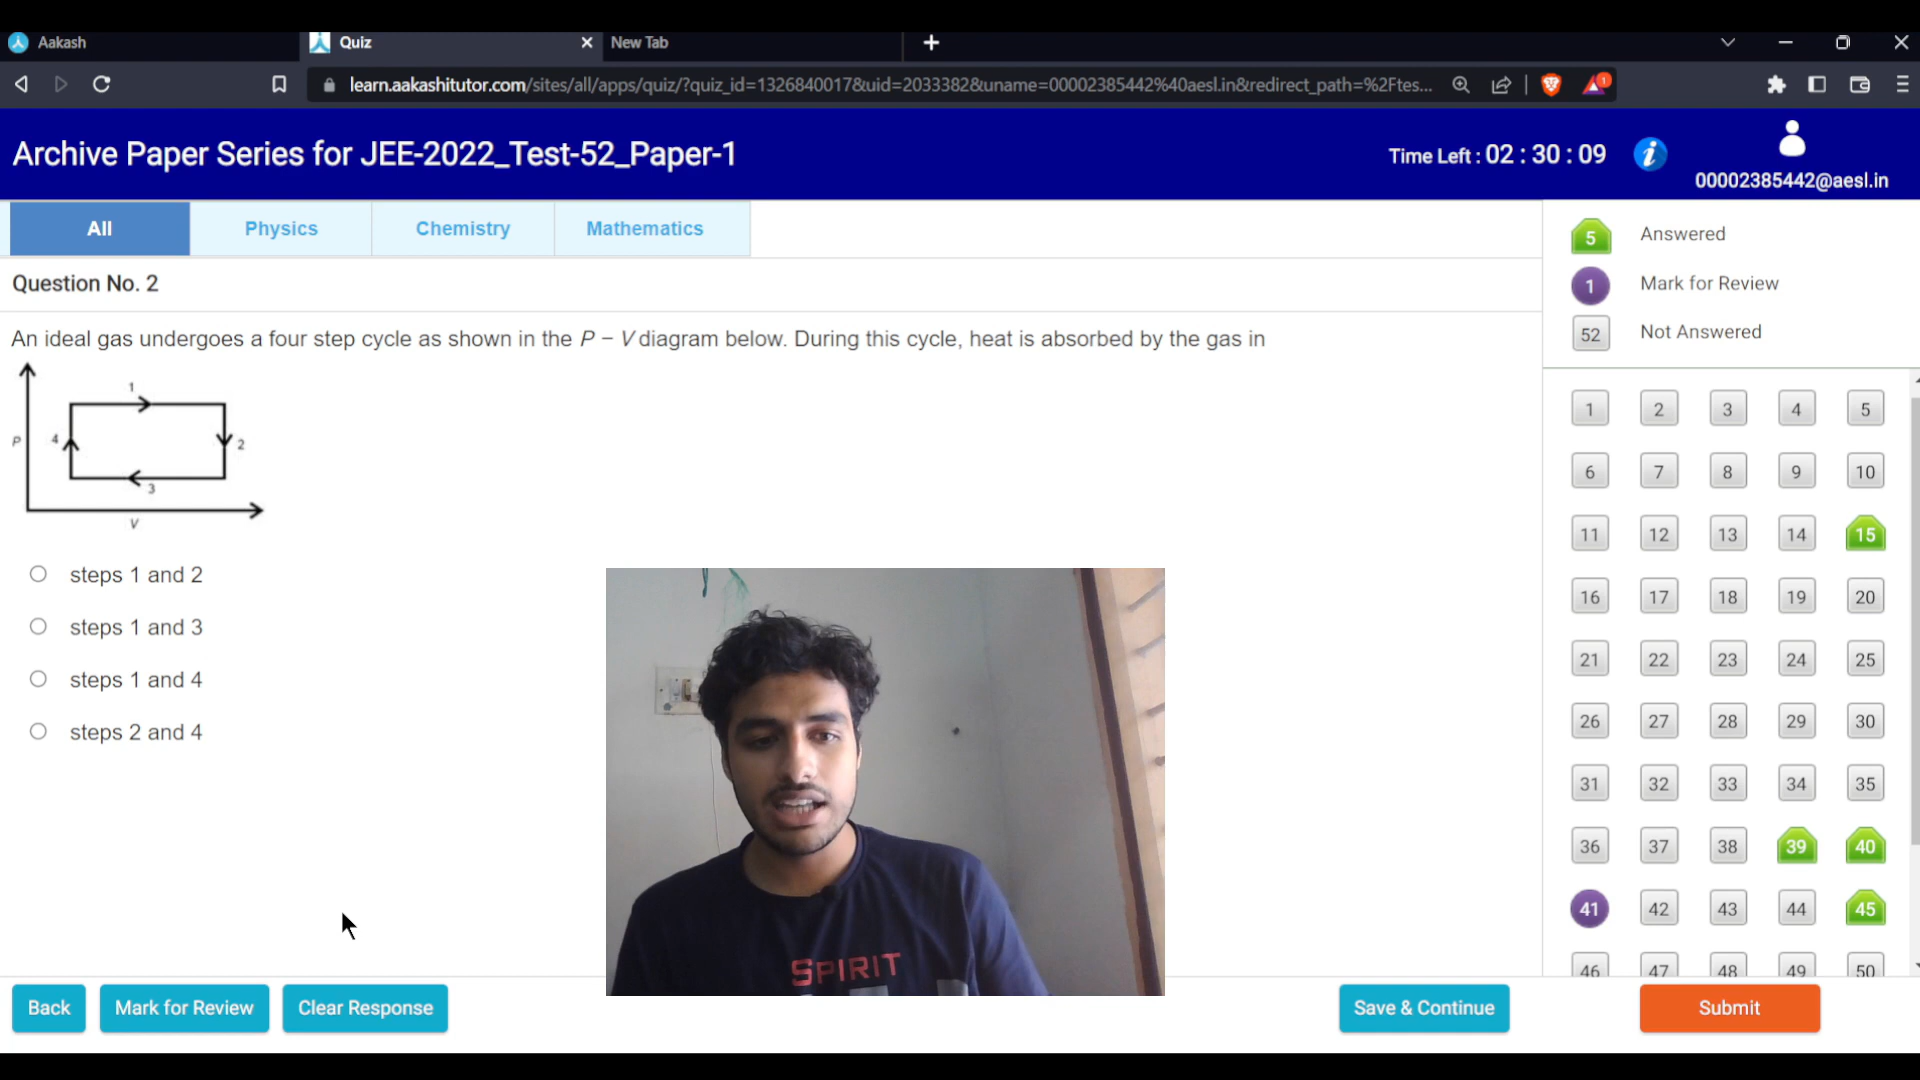 Aakash
Quiz
New Tab
learn.aakashitutor.com/sites/all/apps/quiz/?quiz_id=1326840017&uid=2033382&uname=00002385442%40aesl.in&redirect_path=%2Ftes...
1
Archive Paper Series for JEE-2022_Test-52_Paper-1
Time Left : 02 : 30 : 09
i
00002385442@aesl.in
All Physics Chemistry Mathematics
5 Answered
Question No. 2
1 Mark for Review
An ideal gas undergoes a four step cycle as shown in the P – V diagram below. During this cycle, heat is absorbed by the gas in
52 Not Answered
1
P 4 2
3
V
steps 1 and 2
steps 1 and 3
steps 1 and 4
steps 2 and 4
1 2 3 4 5
6 7 8 9 10
11 12 13 14 15
16 17 18 19 20
21 22 23 24 25
26 27 28 29 30
31 32 33 34 35
36 37 38 39 40
41 42 43 44 45
46 47 48 49 50
SPIRIT
Back Mark for Review Clear Response Save & Continue Submit